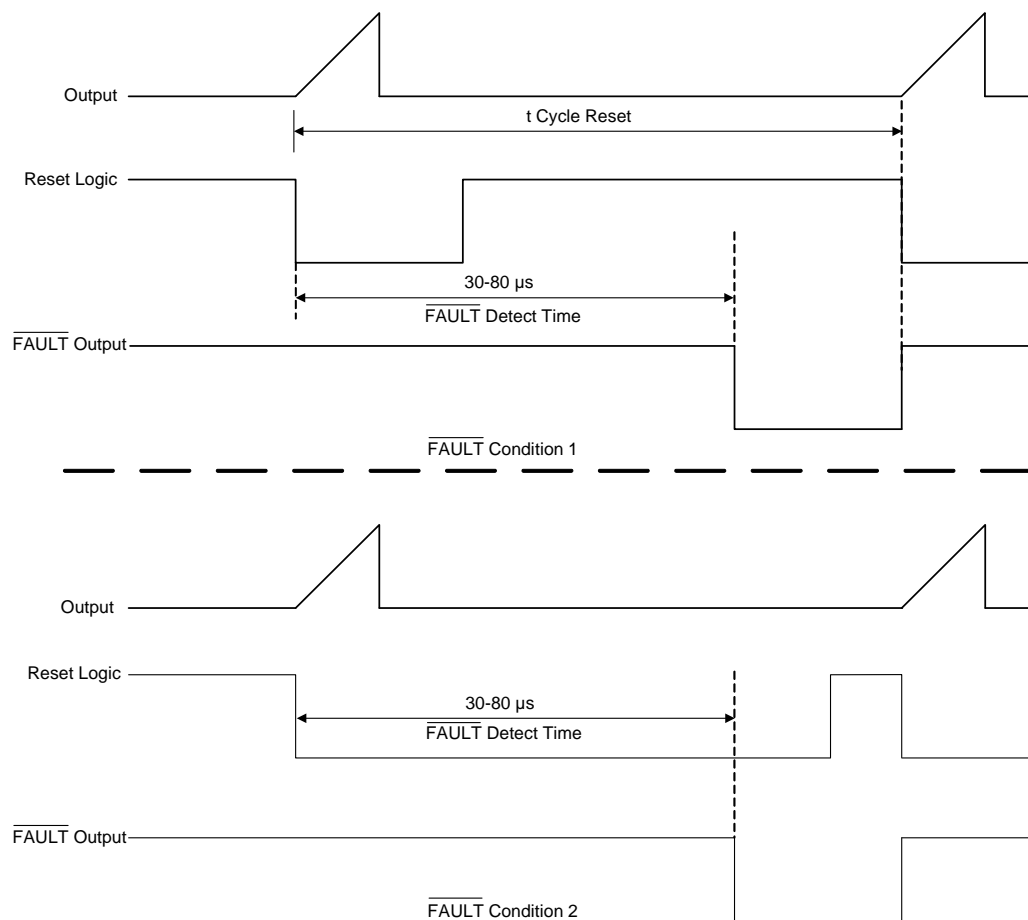 Output
t Cycle Reset
Reset Logic
30-80 µs
FAULT Detect Time
FAULT Output
FAULT Condition 1
Output
Reset Logic
30-80 µs
FAULT Detect Time
FAULT Output
FAULT Condition 2